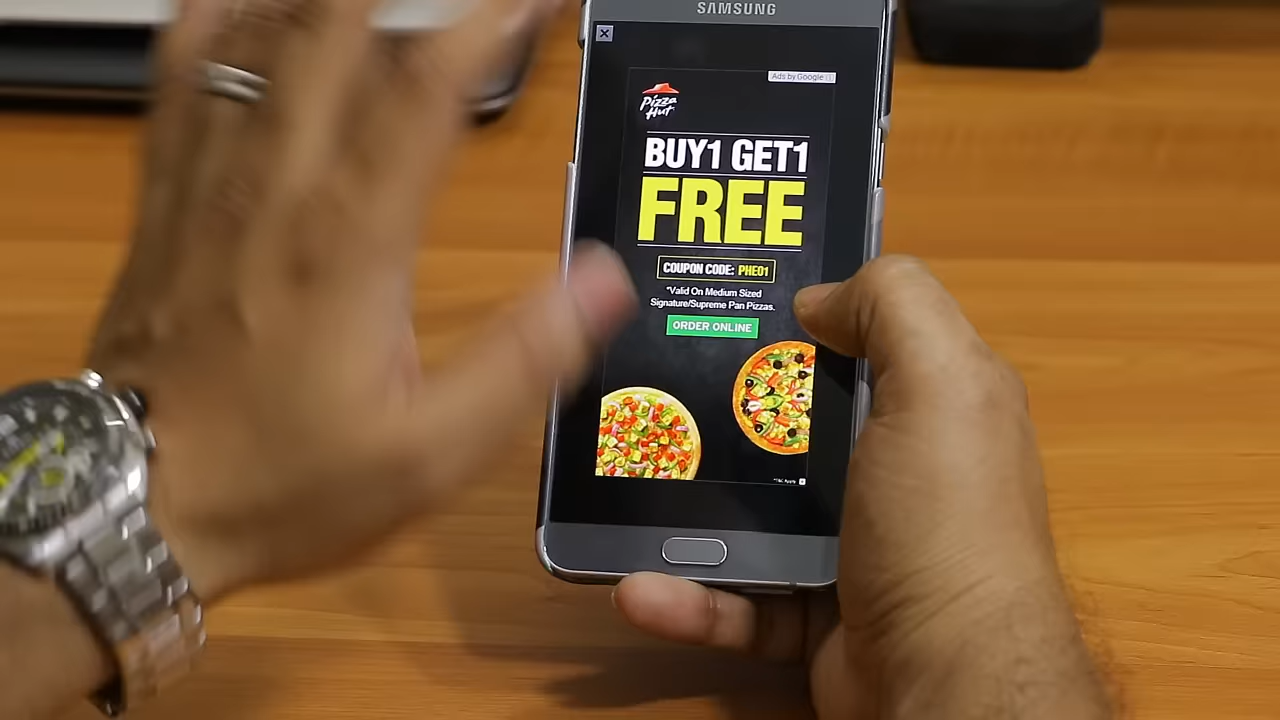 SAMSUNG
Ads by Google
Pizza
Hut
BUY1 GET1
FREE
COUPON CODE: PHE01
*Valid On Medium Sized
Signature/Supreme Pan Pizzas.
ORDER ONLINE
*T&C Apply